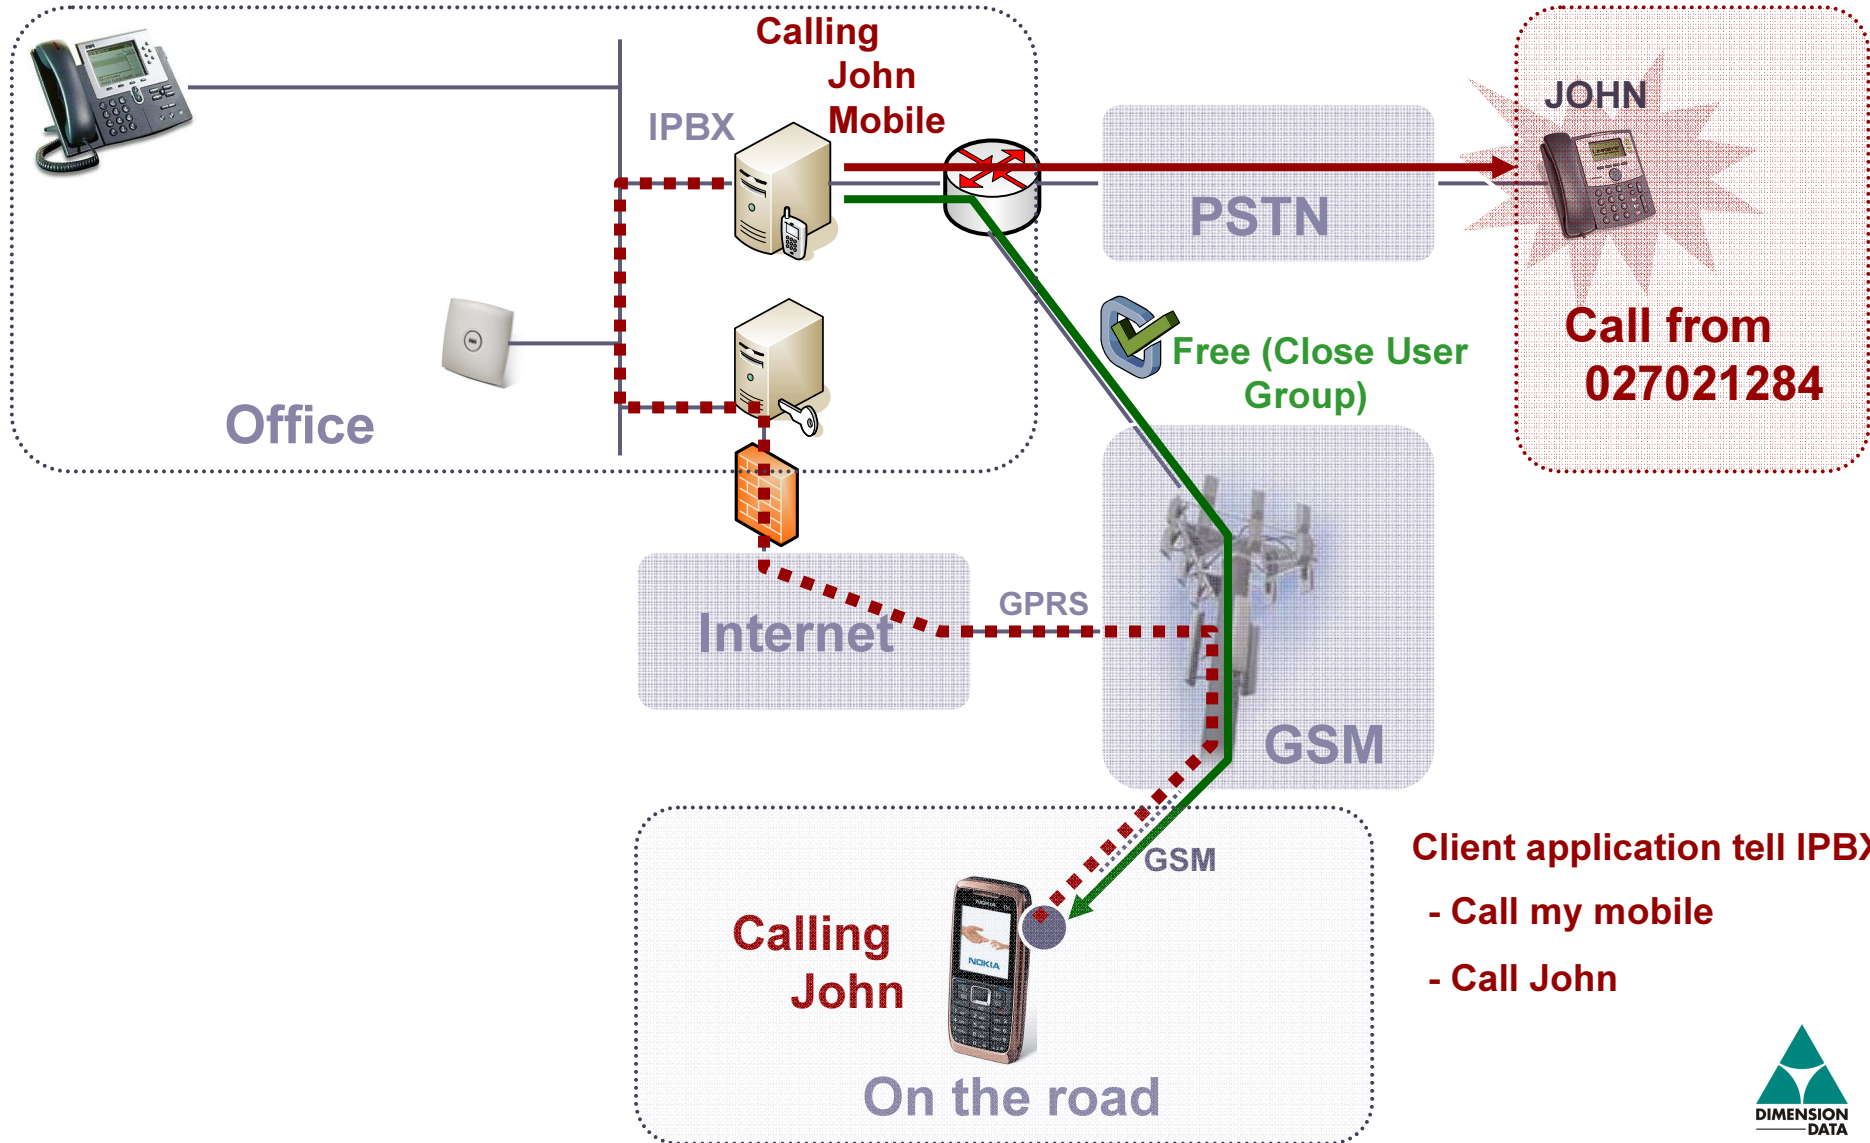 Calling
John
Mobile
IPBX
JOHN
PSTN
Call from
027021284
Free (Close User
Group)
Office
GPRS
Internet
GSM
GSM
Client application tell IPBX
- Call my mobile
- Call John
Calling
John
NOKIA
On the road
DIMENSION
DATA